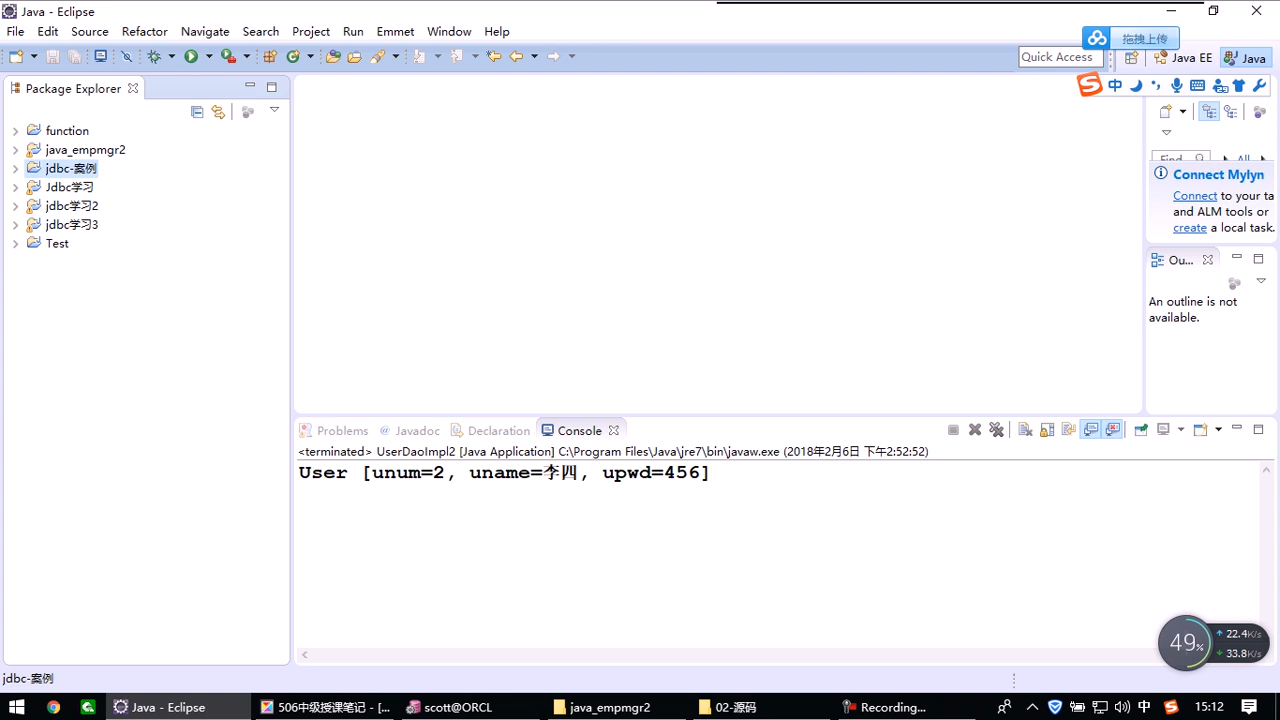 Java - Eclipse
File Edit Source Refactor Navigate Search Project Run Emmet Window Help
拖拽上传
Quick Access
Java EE
Java
Package Explorer
中
function
java_empmgr2
jdbc-案例
Jdbc学习
jdbc学习2
jdbc学习3
Test
Find
All
Connect Mylyn
Connect to your ta
and ALM tools or
create a local task.
Ou...
An outline is not
available.
Problems
@ Javadoc
Declaration
Console
<terminated> UserDaoImpl2 [Java Application] C:\Program Files\Java\jre7\bin\javaw.exe (2018年2月6日 下午2:52:52)
User [unum=2, uname=李四, upwd=456]
49%
22.4K/s
33.8K/s
jdbc-案例
Java - Eclipse
506中级授课笔记 - [...
scott@ORCL
java_empmgr2
02-源码
Recording...
中
15:12